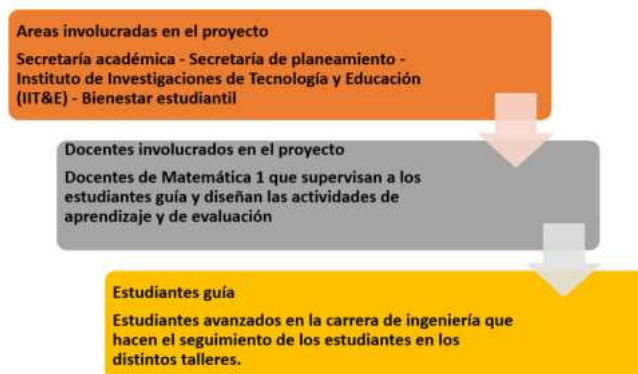 Areas involucradas en el proyecto
Secretaría académica - Secretaría de planeamiento -
Instituto de Investigaciones de Tecnología y Educación
(IIT&E) - Bienestar estudiantil
Docentes involucrados en el proyecto
Docentes de Matemática 1 que supervisan a los
estudiantes guía y diseñan las actividades de
aprendizaje y de evaluación
Estudiantes guía
Estudiantes avanzados en la carrera de ingeniería que
hacen el seguimiento de los estudiantes en los
distintos talleres.